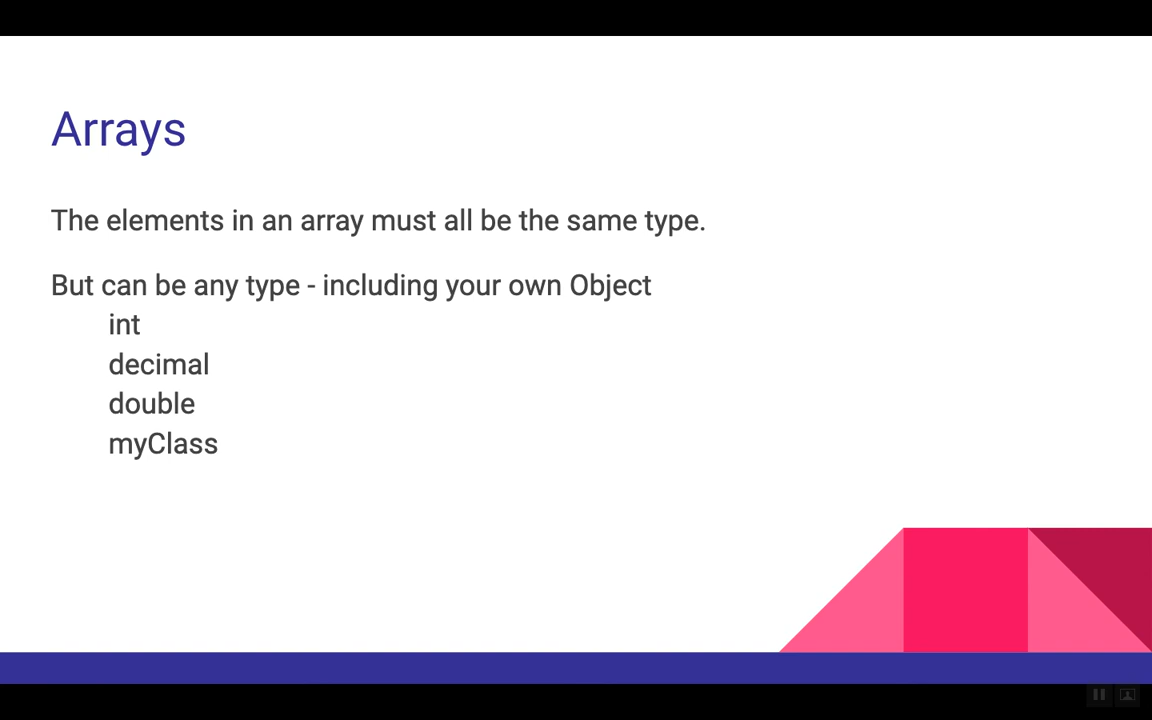 Arrays
The elements in an array must all be the same type.
But can be any type - including your own Object
int
decimal
double
myClass